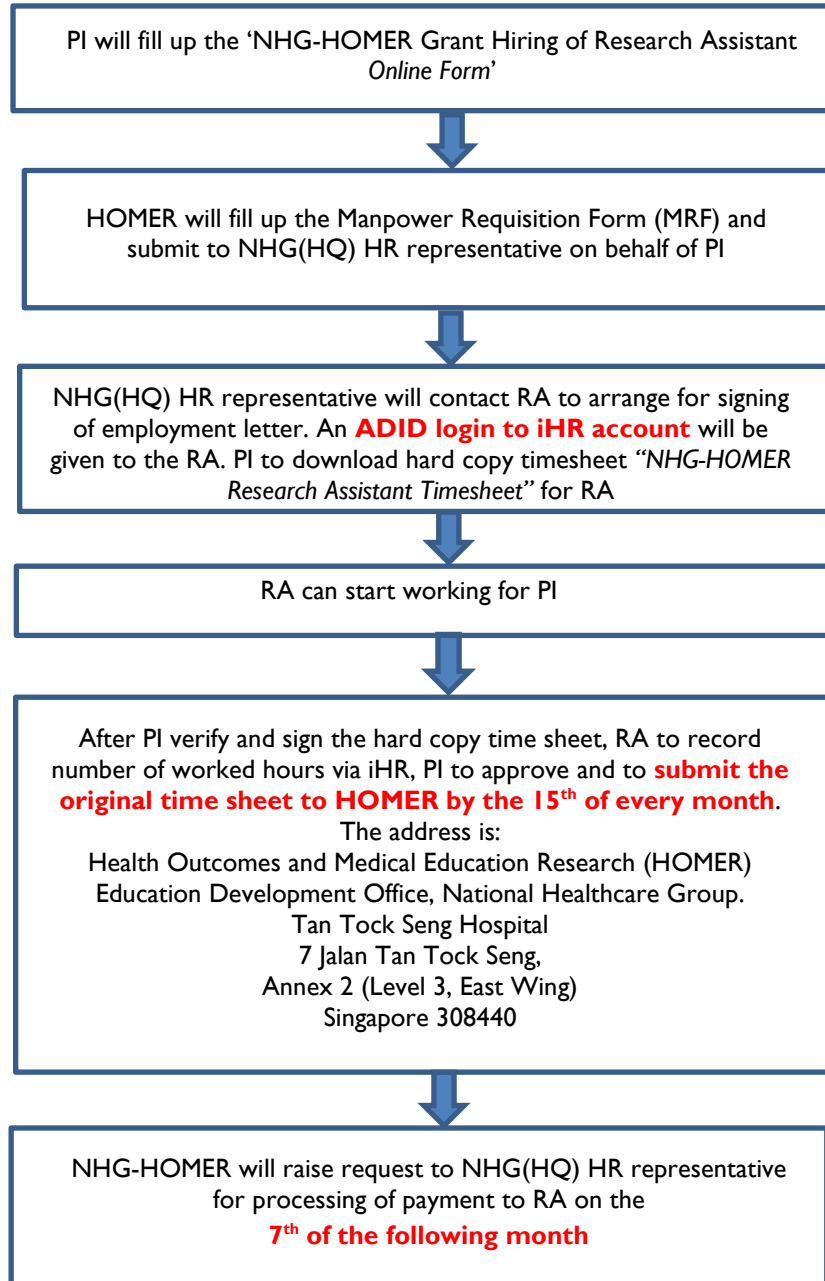 PI will fill up the ‘NHG-HOMER Grant Hiring of Research Assistant
Online Form’
HOMER will fill up the Manpower Requisition Form (MRF) and
submit to NHG(HQ) HR representative on behalf of PI
NHG(HQ) HR representative will contact RA to arrange for signing
of employment letter. An ADID login to iHR account will be
given to the RA. PI to download hard copy timesheet “NHG-HOMER
Research Assistant Timesheet” for RA
RA can start working for PI
After PI verify and sign the hard copy time sheet, RA to record
number of worked hours via iHR, PI to approve and to submit the
original time sheet to HOMER by the 15th of every month.
The address is:
Health Outcomes and Medical Education Research (HOMER)
Education Development Office, National Healthcare Group.
Tan Tock Seng Hospital
7 Jalan Tan Tock Seng,
Annex 2 (Level 3, East Wing)
Singapore 308440
NHG-HOMER will raise request to NHG(HQ) HR representative
for processing of payment to RA on the
7th of the following month